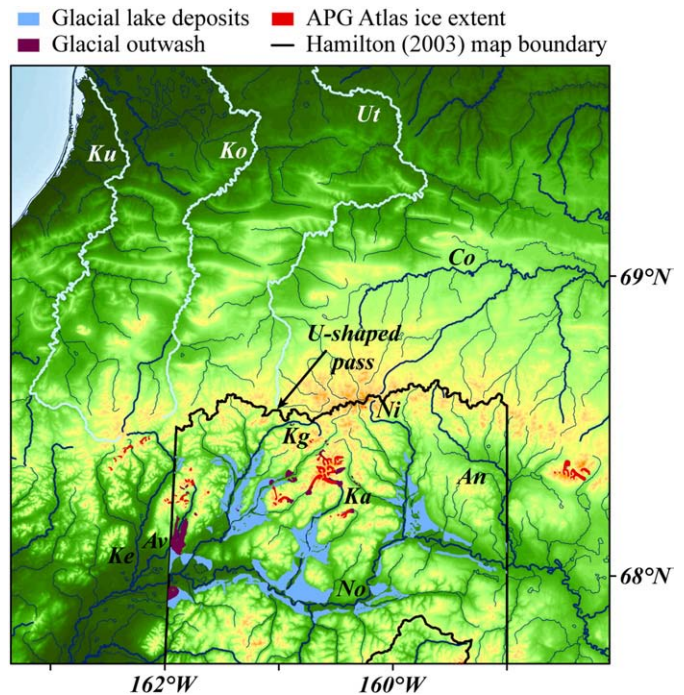 Glacial lake deposits
APG Atlas ice extent
Glacial outwash
Hamilton (2003) map boundary
Ku
Ko
Ut
Co
69°N
U-shaped
pass
Ni
Kg
An
Ka
Av
Ke
68°N
No
162°W
160°W